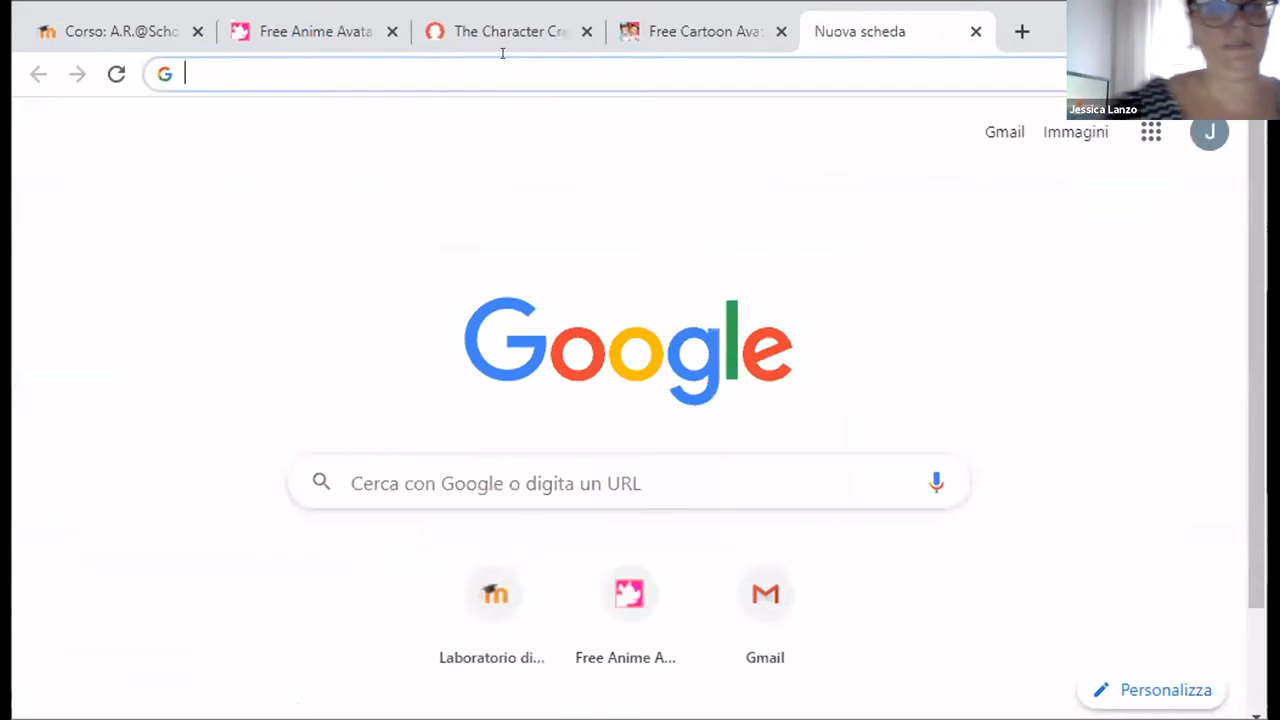 Corso: A.R.@Scho
Free Anime Avata
The Character Cre
Free Cartoon Avat
Nuova scheda
Jessica Lanzo
Gmail
Immagini
J
Google
Cerca con Google o digita un URL
Laboratorio di...
Free Anime A...
Gmail
Personalizza